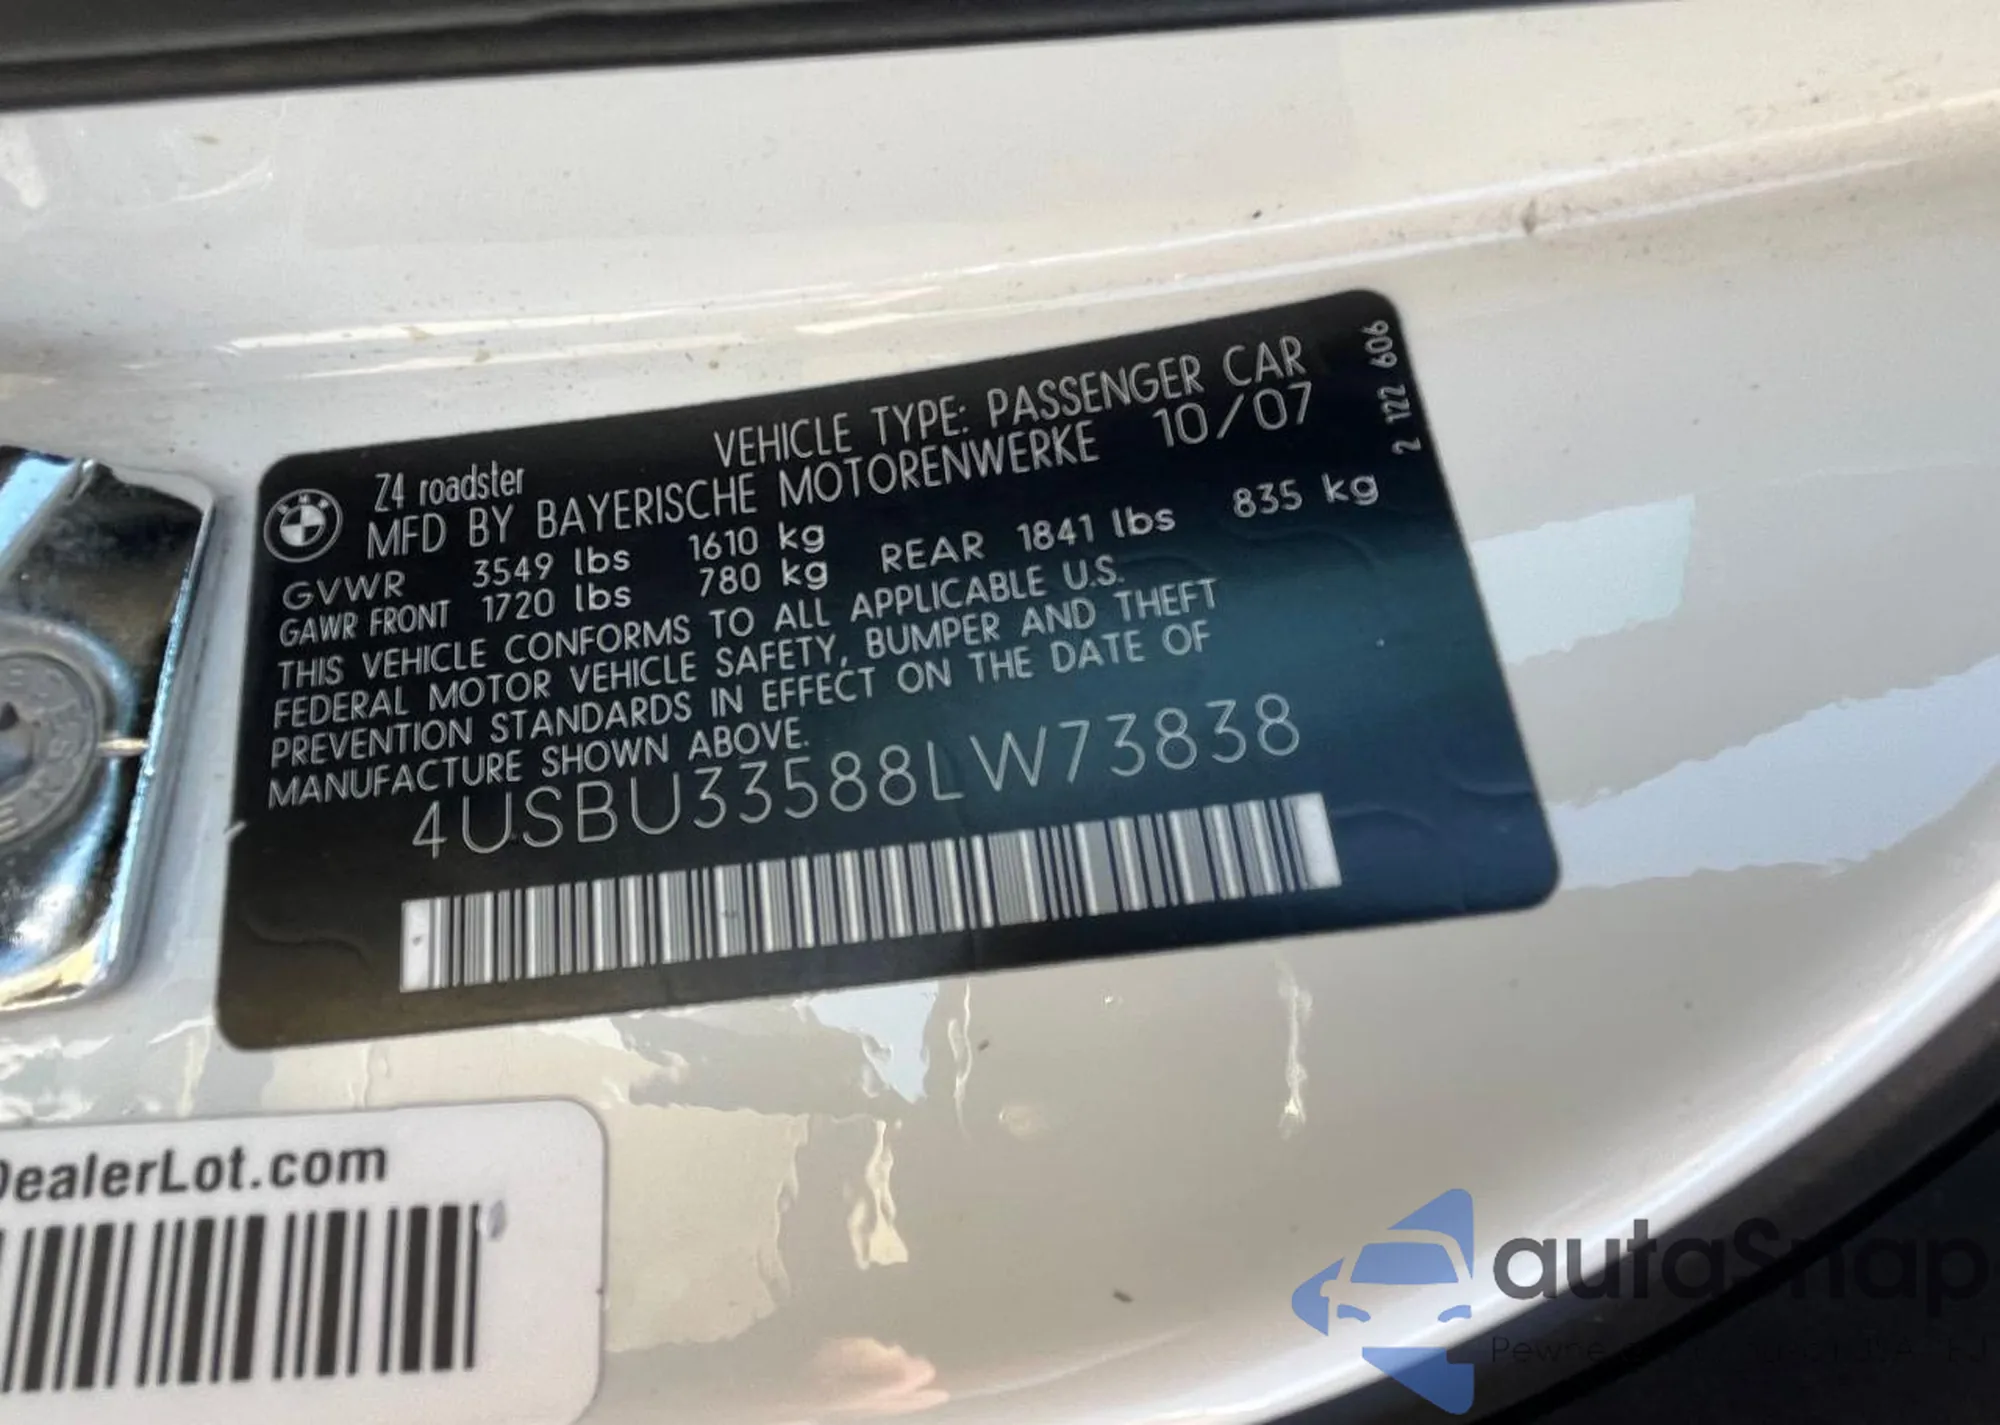 Z4 roadster
VEHICLE TYPE: PASSENGER CAR
MFD BY BAYERISCHE MOTORENWERKE 10/07
GVWR 3549 lbs 1610 kg
GAWR FRONT 1720 lbs 780 kg REAR 1841 lbs 835 kg
THIS VEHICLE CONFORMS TO ALL APPLICABLE U.S.
FEDERAL MOTOR VEHICLE SAFETY, BUMPER AND THEFT
PREVENTION STANDARDS IN EFFECT ON THE DATE OF
MANUFACTURE SHOWN ABOVE.
4USBU33588LW73838
2 122 606
DealerLot.com
autaSnap